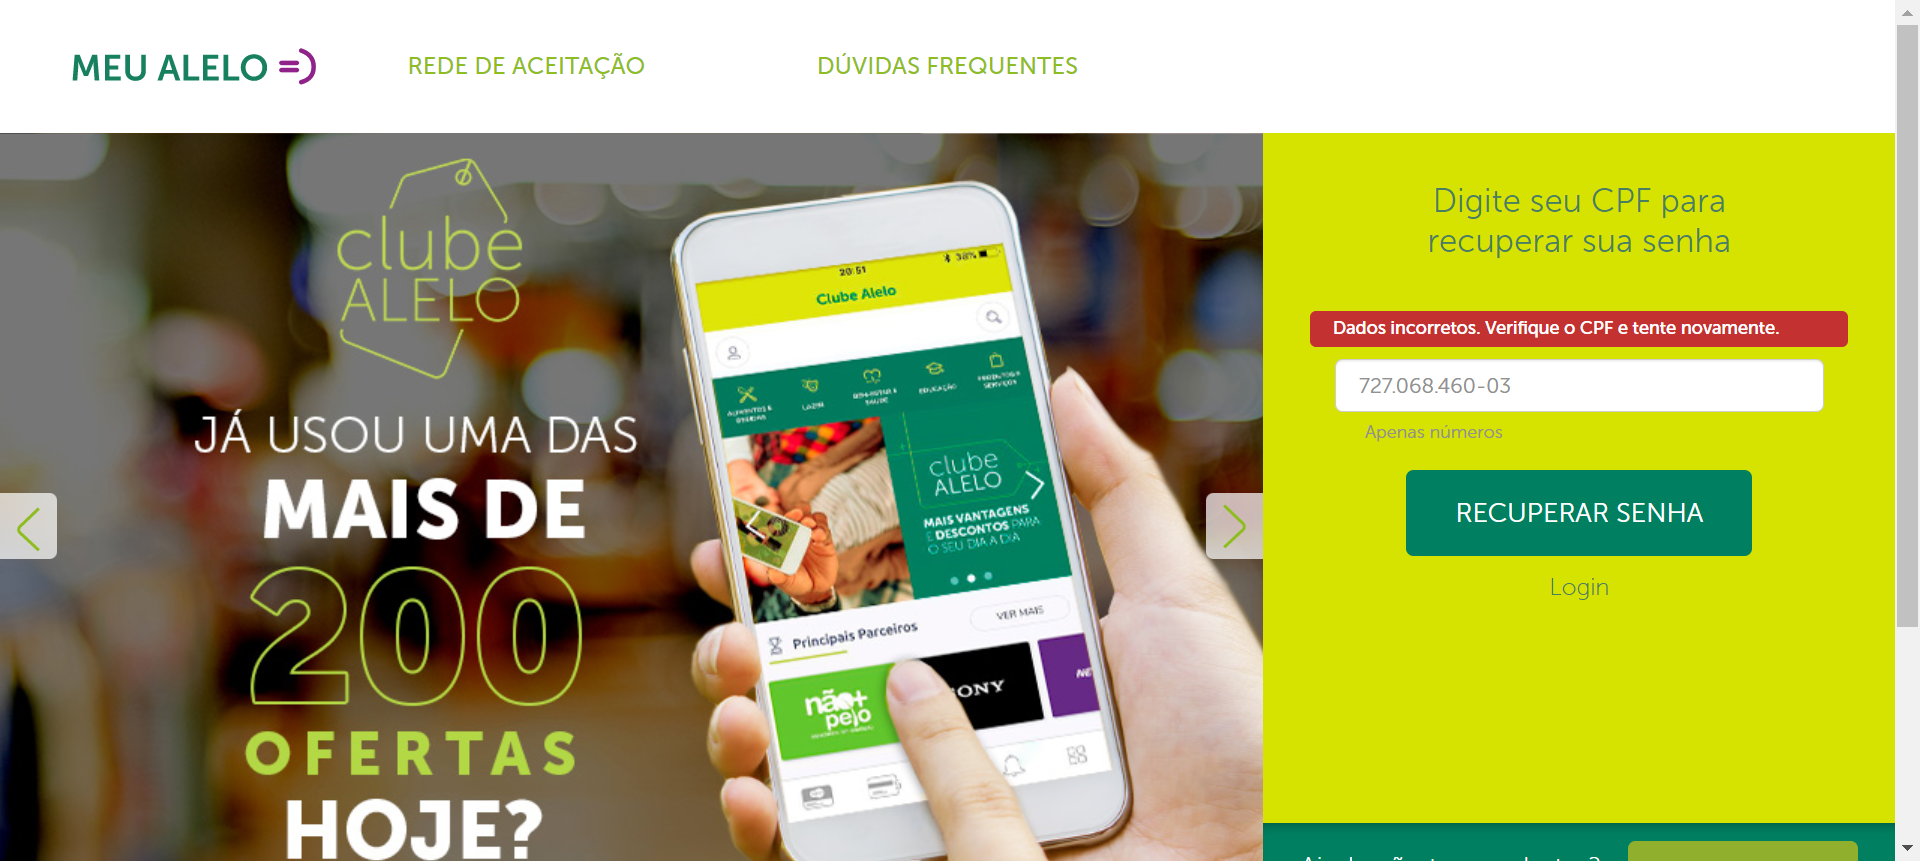 MEU ALELO =)
REDE DE ACEITAÇÃO
DÚVIDAS FREQUENTES
clube
ALELO
JÁ USOU UMA DAS
MAIS DE
200
OFERTAS
HOJE?
20:51
38%
Clube Alelo
LAZER
EDUCAÇÃO
clube
ALELO
MAIS VANTAGENS
E DESCONTOS PARA
O SEU DIA A DIA
VER MAIS
Principais Parceiros
não+
pelo
SONY
Digite seu CPF para
recuperar sua senha
Dados incorretos. Verifique o CPF e tente novamente.
727.068.460-03
Apenas números
RECUPERAR SENHA
Login